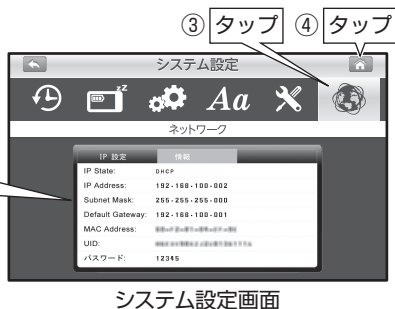 ③ タップ ④ タップ
システム設定
zZ
Aa
ネットワーク
IP 設定 情報
IP State: DHCP
IP Address: 192-168-100-002
Subnet Mask: 255-255-255-000
Default Gateway: 192-168-100-001
MAC Address:
UID:
パスワード: 12345
システム設定画面